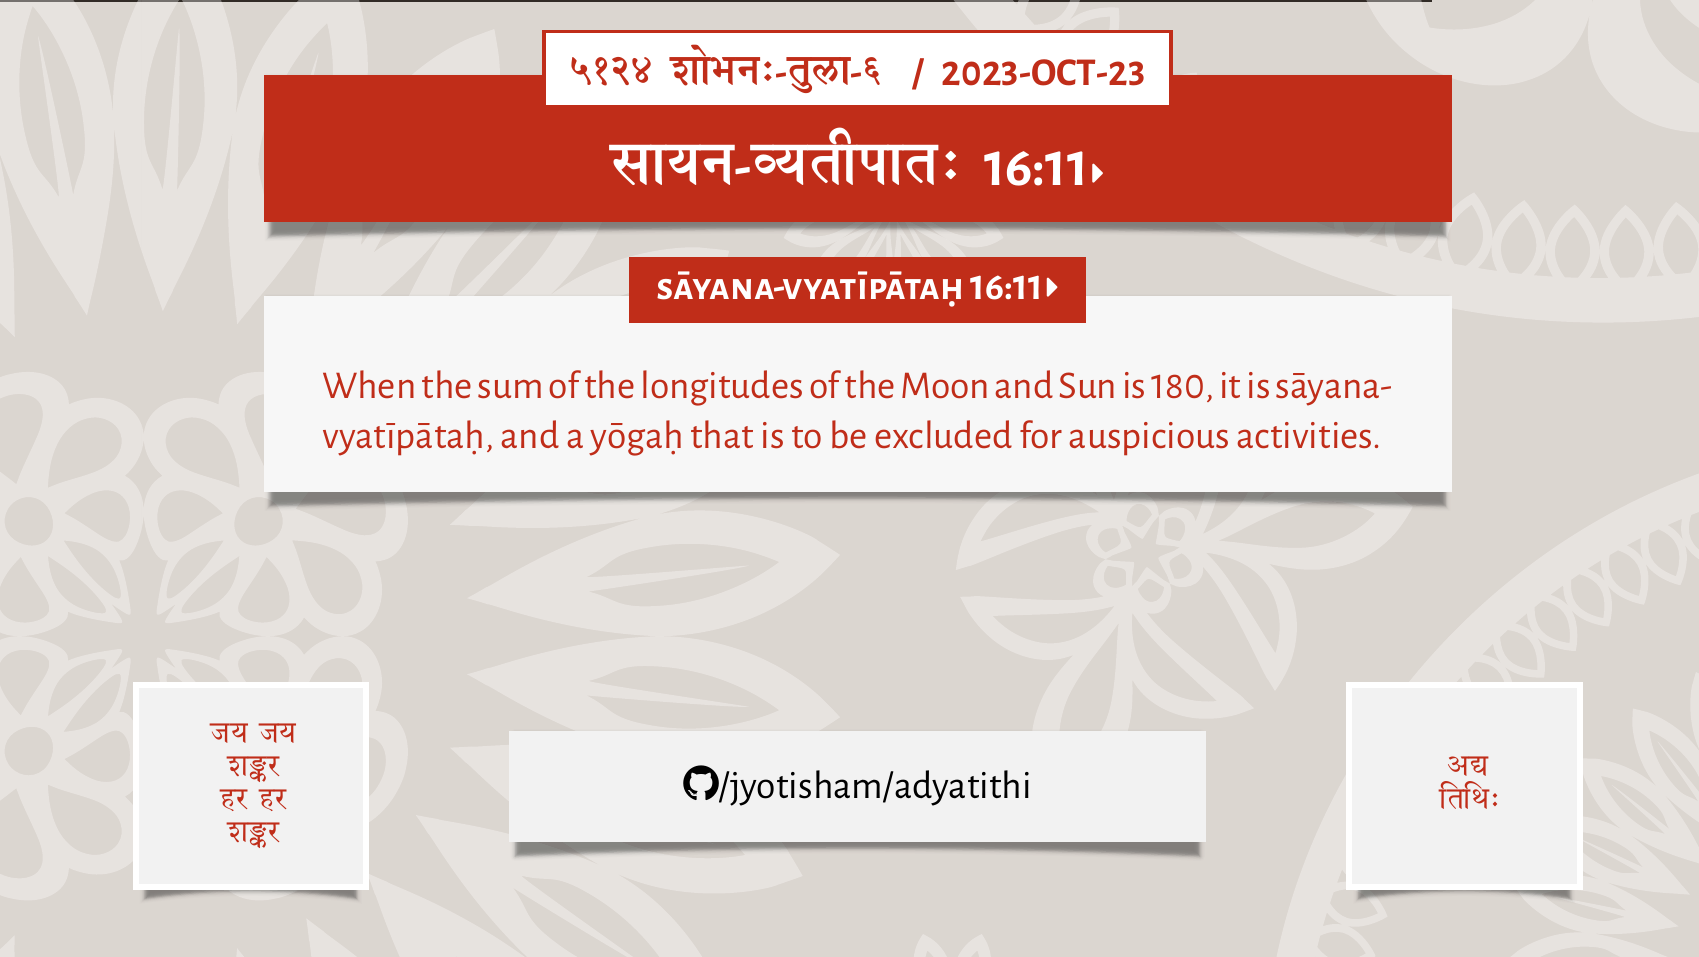 ५१२४ शोभनः-तुला-६ / 2023-OCT-23
सायन-व्यतीपातः 16:11▸
SĀYANA-VYATĪPĀTAḤ 16:11▸
When the sum of the longitudes of the Moon and Sun is 180, it is sāyana-
vyatīpātaḥ, and a yōgaḥ that is to be excluded for auspicious activities.
जय जय
शङ्कर
हर हर
शङ्कर
/jyotisham/adyatithi
अद्य
तिथिः